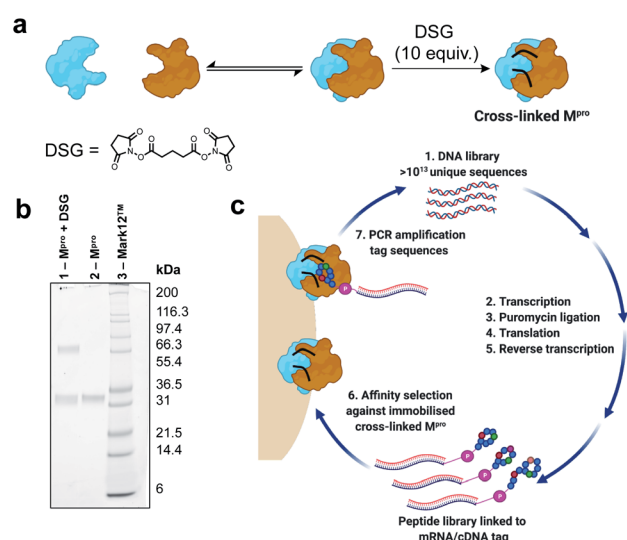 a
DSG
(10 equiv.)
Cross-linked Mᵖʳᵒ
DSG =
O
O
O
O
N
O
O
N
O
O
b
1 – Mᵖʳᵒ + DSG
2 – Mᵖʳᵒ
3 – Mark12™
kDa
200
116.3
97.4
66.3
55.4
36.5
31
21.5
14.4
6
c
1. DNA library
>10¹³ unique sequences
2. Transcription
3. Puromycin ligation
4. Translation
5. Reverse transcription
7. PCR amplification
tag sequences
P
6. Affinity selection
against immobilised
cross-linked Mᵖʳᵒ
P
P
P
Peptide library linked to
mRNA/cDNA tag